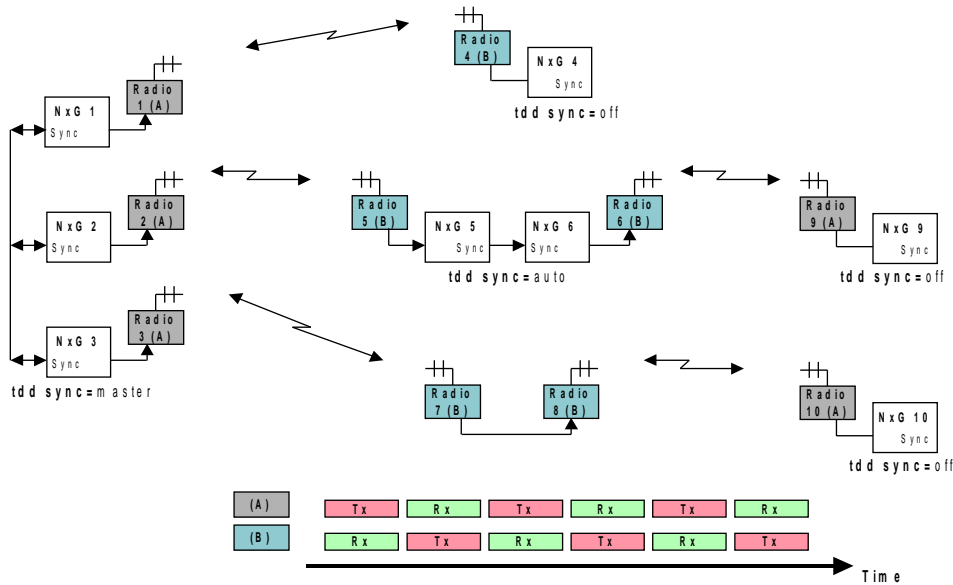 Radio
4 (B)
NxG 4
Sync
tdd sync=off
Radio
1 (A)
NxG 1
Sync
Radio
2 (A)
NxG 2
Sync
Radio
5 (B)
NxG 5
Sync
NxG 6
Sync
Radio
6 (B)
tdd sync=auto
Radio
9 (A)
NxG 9
Sync
tdd sync=off
Radio
3 (A)
NxG 3
Sync
tdd sync=master
Radio
7 (B)
Radio
8 (B)
Radio
10 (A)
NxG 10
Sync
tdd sync=off
(A) Tx Rx Tx Rx Tx Rx
(B) Rx Tx Rx Tx Rx Tx
Time